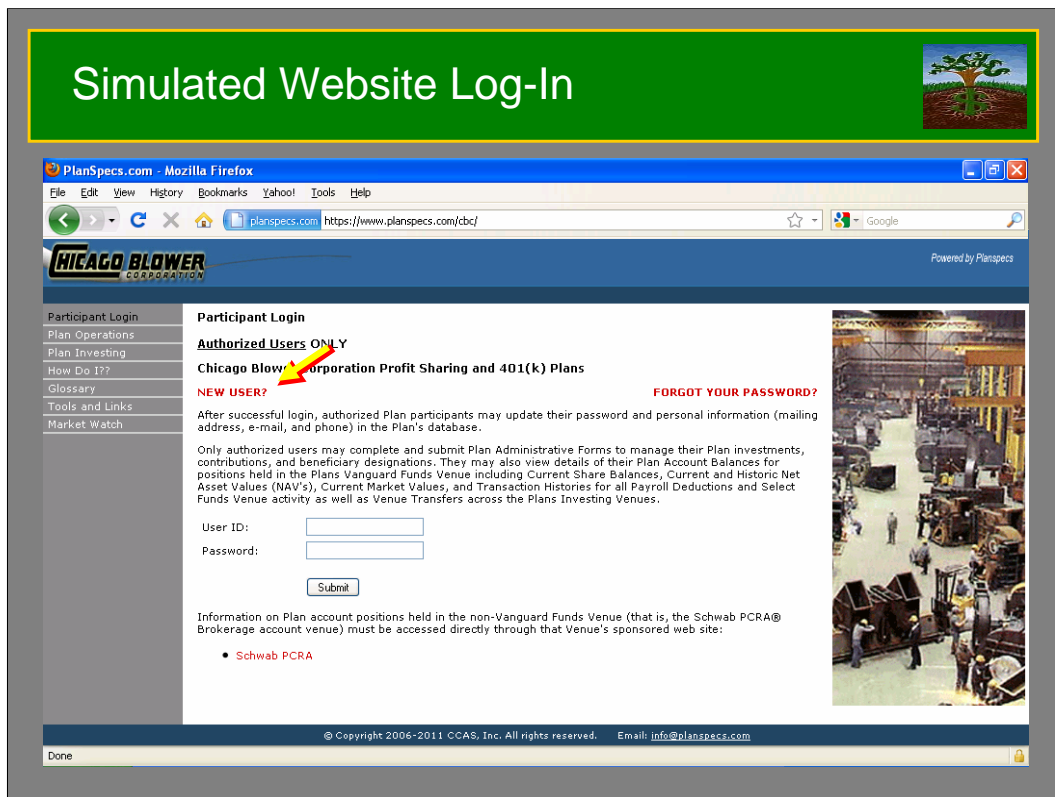 Simulated Website Log-In
PlanSpecs.com - Mozilla Firefox
File Edit View History Bookmarks Yahoo! Tools Help
planspecs.com https://www.planspecs.com/cbc/
Google
CHICAGO BLOWER
CORPORATION
Powered by Planspecs
Participant Login
Plan Operations
Plan Investing
How Do I??
Glossary
Tools and Links
Market Watch
Participant Login
Authorized Users ONLY
Chicago Blower Corporation Profit Sharing and 401(k) Plans
NEW USER?
FORGOT YOUR PASSWORD?
After successful login, authorized Plan participants may update their password and personal information (mailing
address, e-mail, and phone) in the Plan's database.
Only authorized users may complete and submit Plan Administrative Forms to manage their Plan investments,
contributions, and beneficiary designations. They may also view details of their Plan Account Balances for
positions held in the Plans Vanguard Funds Venue including Current Share Balances, Current and Historic Net
Asset Values (NAV's), Current Market Values, and Transaction Histories for all Payroll Deductions and Select
Funds Venue activity as well as Venue Transfers across the Plans Investing Venues.
User ID:
Password:
Submit
Information on Plan account positions held in the non-Vanguard Funds Venue (that is, the Schwab PCRA®
Brokerage account venue) must be accessed directly through that Venue's sponsored web site:
• Schwab PCRA
© Copyright 2006-2011 CCAS, Inc. All rights reserved. Email: info@planspecs.com
Done